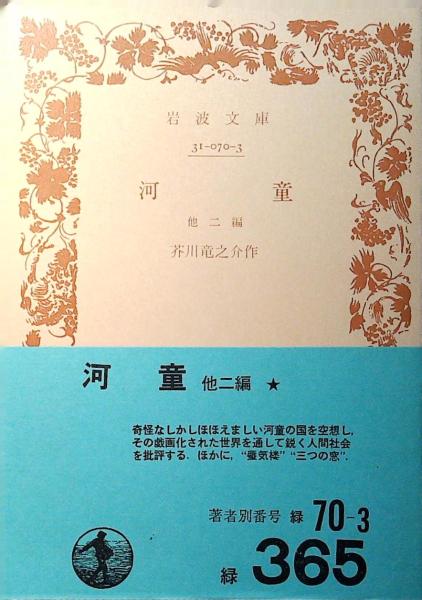 岩波文庫
31-070-3
河 童
他二編
芥川竜之介作
河 童 他二編 ★
奇怪なしかしほほえましい河童の国を空想し,
その戯画化された世界を通して鋭く人間社会
を批評する. ほかに, “蜃気楼” “三つの窓”.
著者別番号 緑 70-3
緑 365